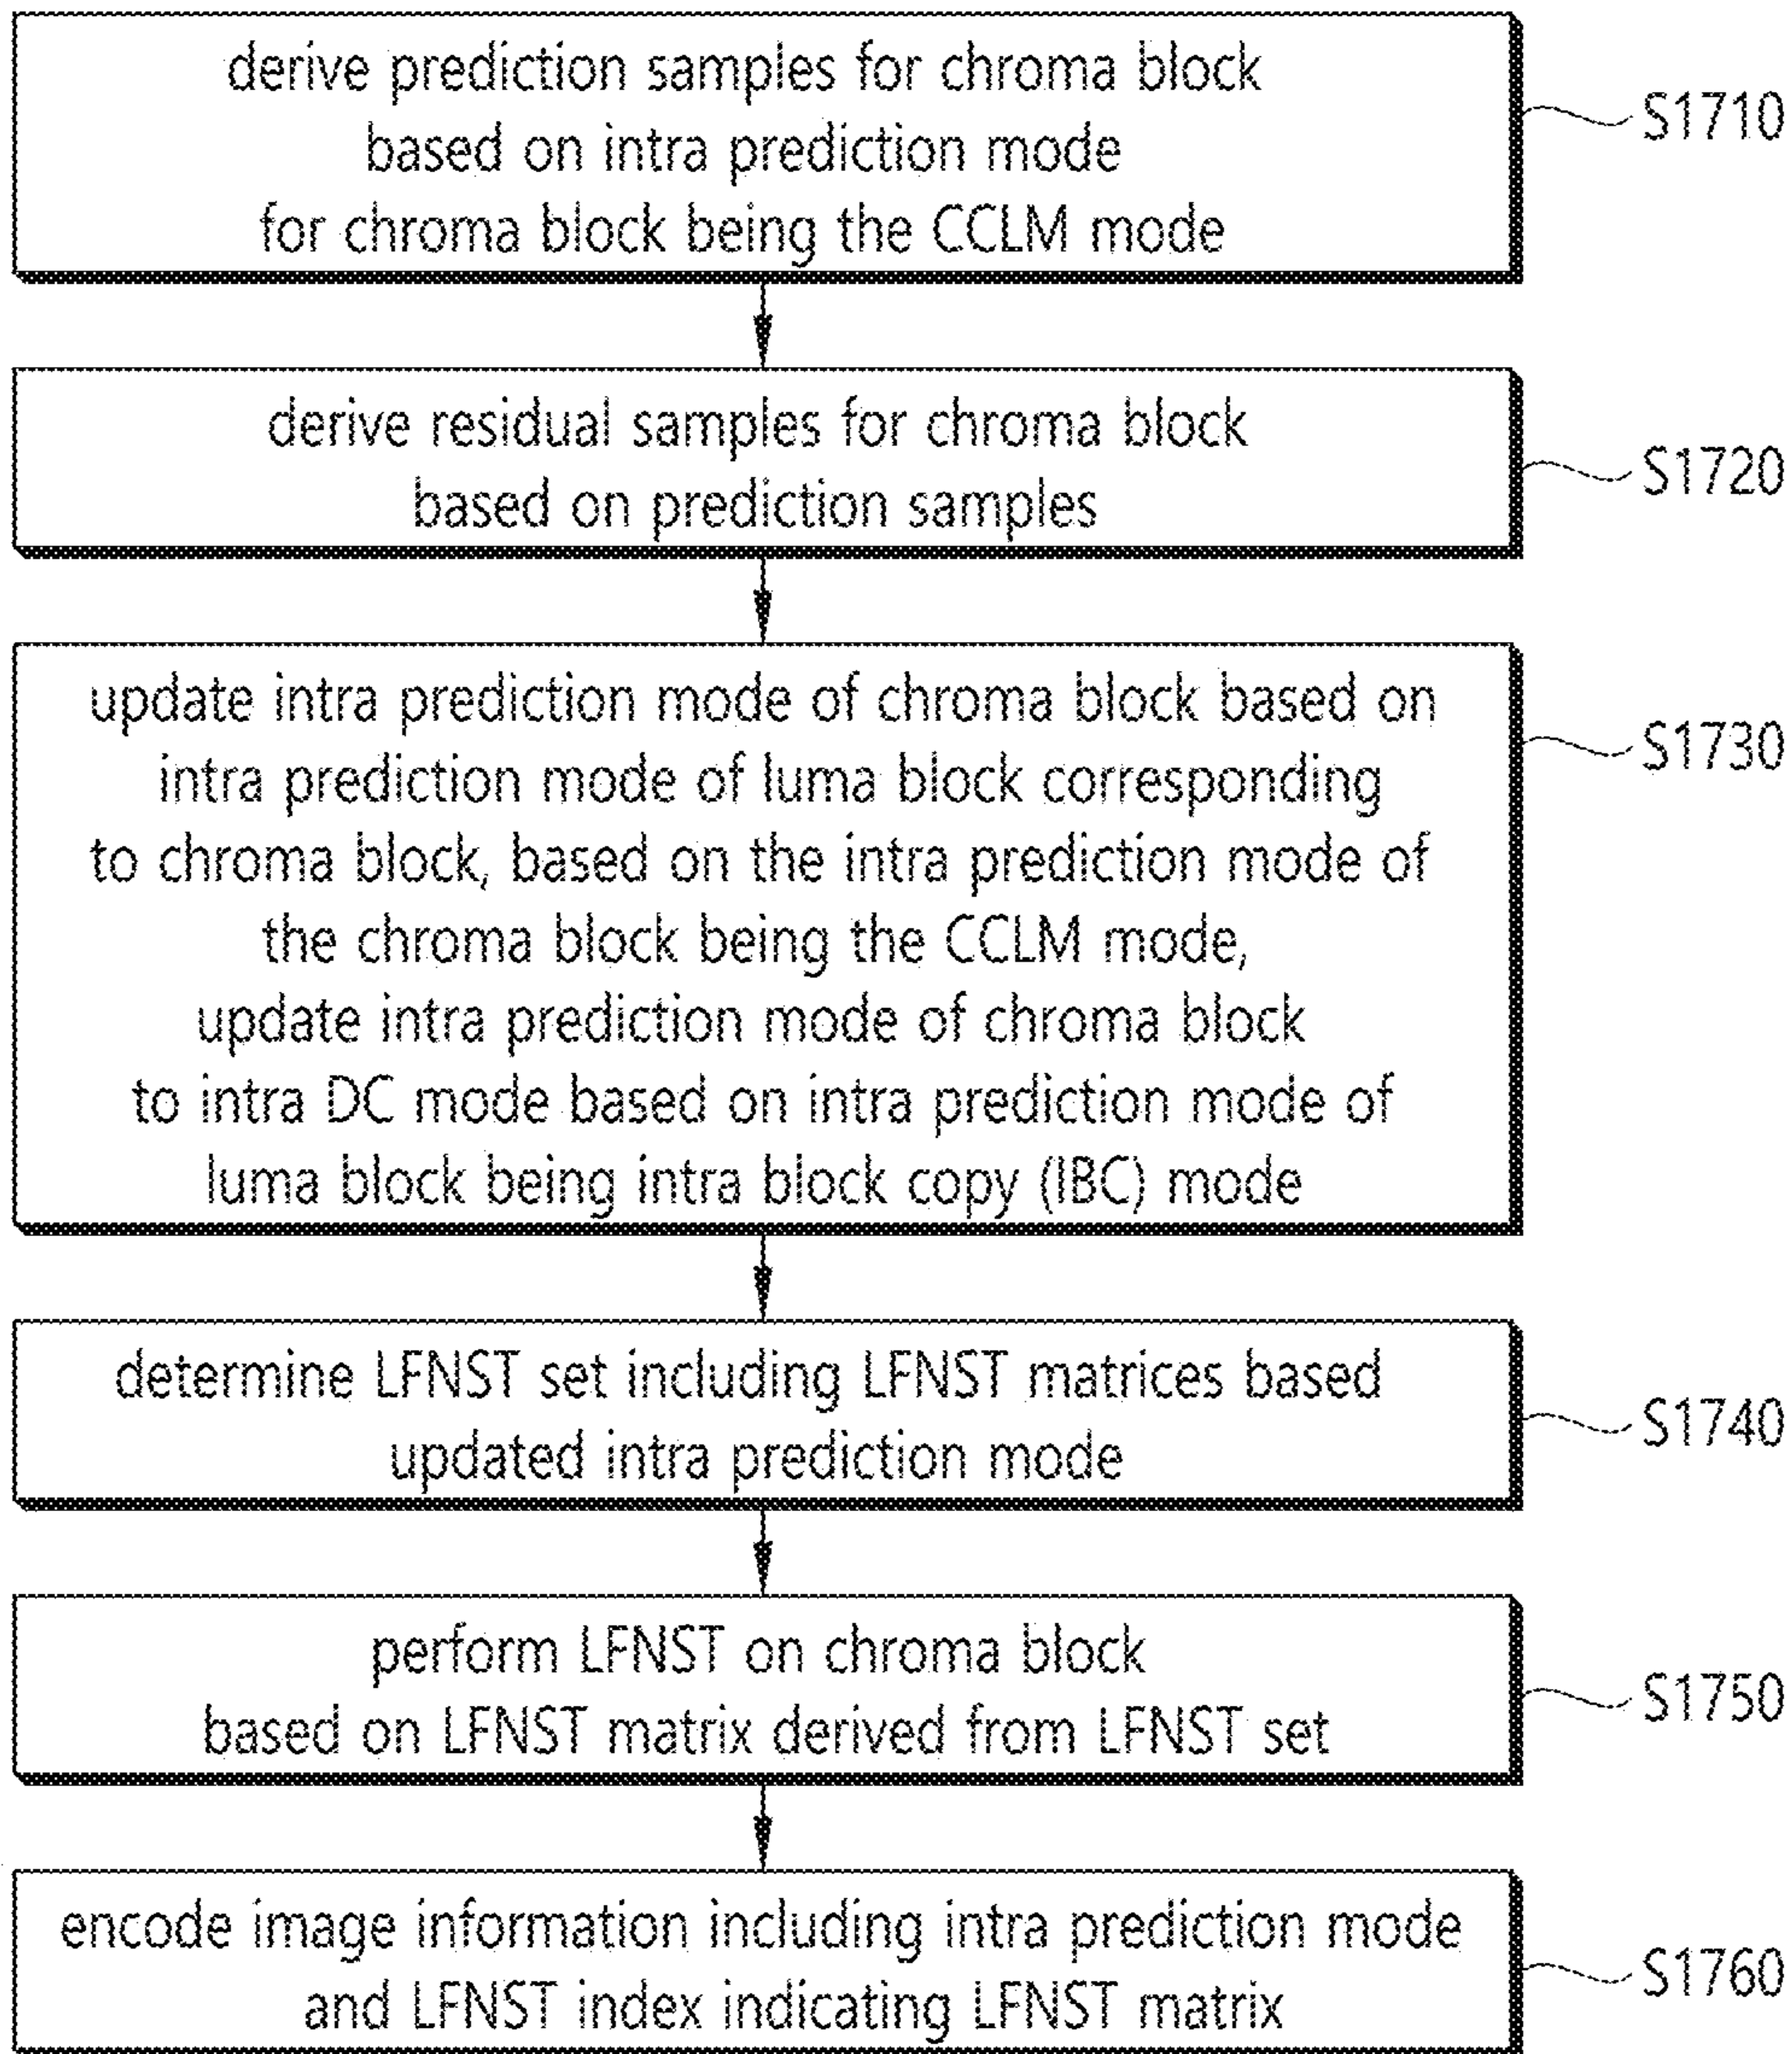 derive prediction samples for chroma block
based on intra prediction mode
for chroma block being the CCLM mode
S1710
derive residual samples for chroma block
based on prediction samples
S1720
update intra prediction mode of chroma block based on
intra prediction mode of luma block corresponding
to chroma block, based on the intra prediction mode of
the chroma block being the CCLM mode,
update intra prediction mode of chroma block
to intra DC mode based on intra prediction mode of
luma block being intra block copy (IBC) mode
S1730
determine LFNST set including LFNST matrices based
updated intra prediction mode
S1740
perform LFNST on chroma block
based on LFNST matrix derived from LFNST set
S1750
encode image information including intra prediction mode
and LFNST index indicating LFNST matrix
S1760